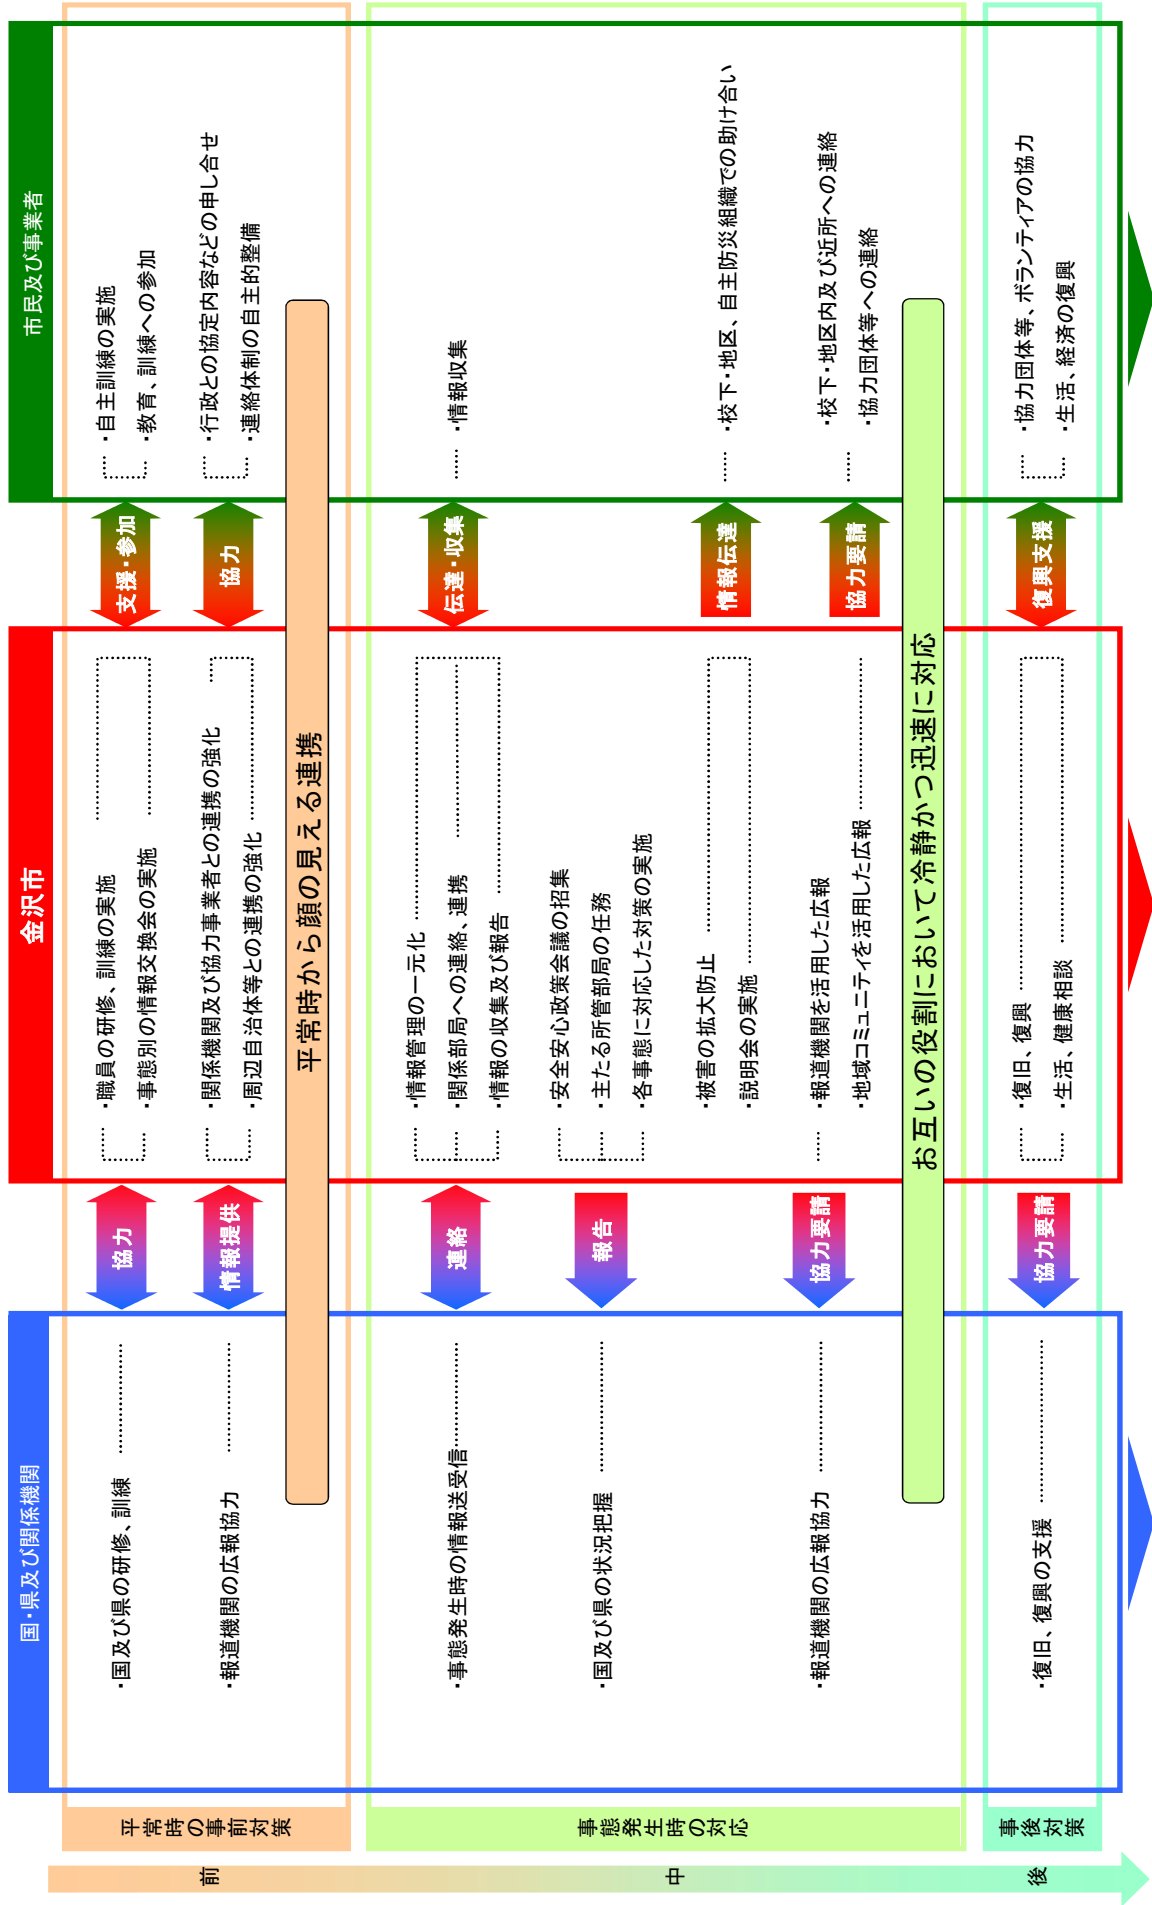 国・県及び関係機関
金沢市
市民及び事業者
前
平常時の事前対策
・国及び県の研修、訓練
協力
・職員の研修、訓練の実施
・事態別の情報交換会の実施
支援・参加
・自主訓練の実施
・教育、訓練への参加
・報道機関の広報協力
情報提供
・関係機関及び協力事業者との連携の強化
・周辺自治体等との連携の強化
協力
・行政との協定内容などの申し合せ
・連絡体制の自主的整備
平常時から顔の見える連携
中
事態発生時の対応
・事態発生時の情報送受信
連絡
・情報管理の一元化
・関係部局への連絡、連携
・情報の収集及び報告
伝達・収集
・情報収集
・国及び県の状況把握
報告
・安全安心政策会議の招集
・主たる所管部局の任務
・各事態に対応した対策の実施
・被害の拡大防止
・説明会の実施
情報伝達
・校下・地区、自主防災組織での助け合い
・報道機関の広報協力
協力要請
・報道機関を活用した広報
・地域コミュニティを活用した広報
協力要請
・校下・地区内及び近所への連絡
・協力団体等への連絡
お互いの役割において冷静かつ迅速に対応
後
事後対策
・復旧、復興の支援
協力要請
・復旧、復興
・生活、健康相談
復興支援
・協力団体等、ボランティアの協力
・生活、経済の復興